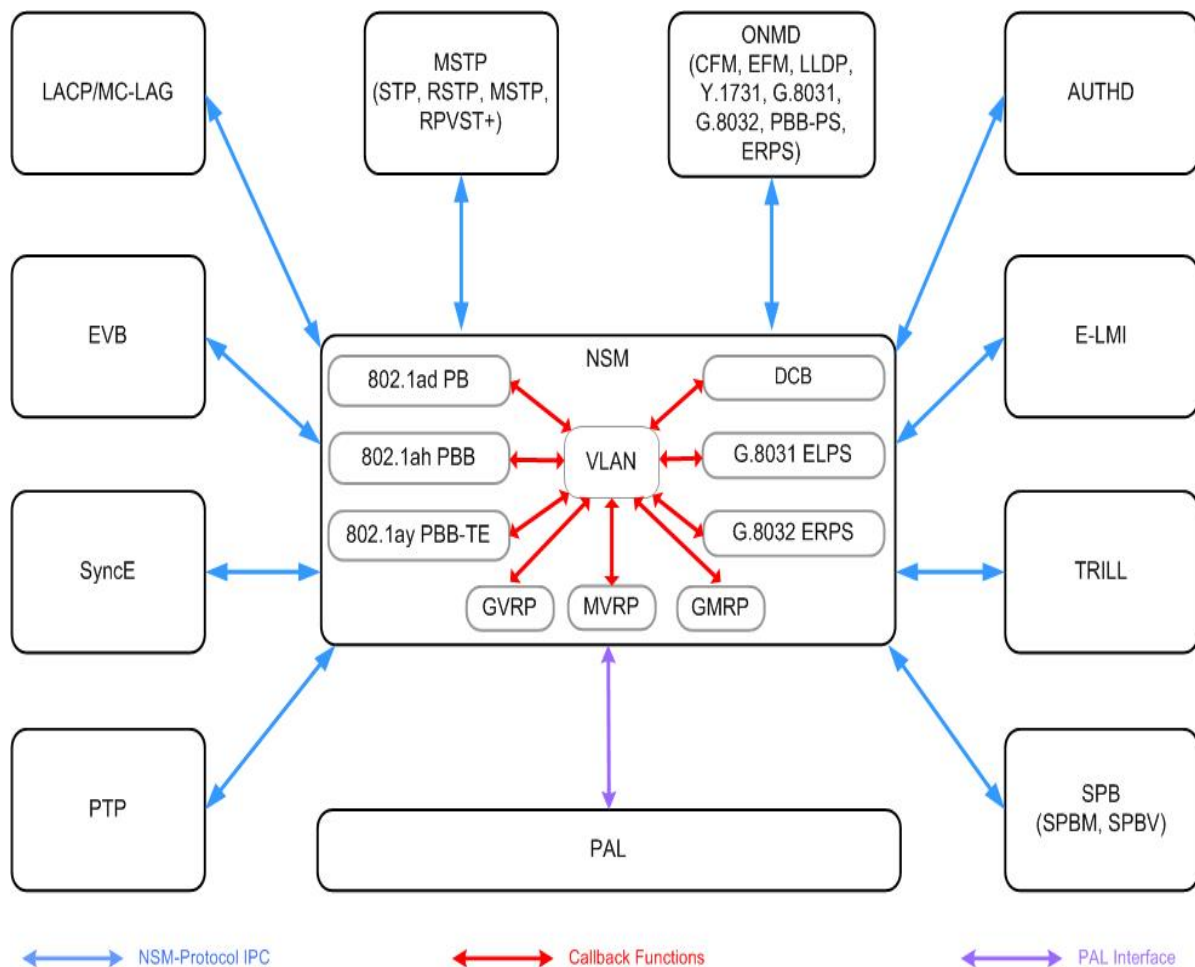 LACP/MC-LAG
MSTP
(STP, RSTP, MSTP,
RPVST+)
ONMD
(CFM, EFM, LLDP,
Y.1731, G.8031,
G.8032, PBB-PS,
ERPS)
AUTHD
EVB
E-LMI
NSM
802.1ad PB
DCB
802.1ah PBB
VLAN
G.8031 ELPS
802.1ay PBB-TE
G.8032 ERPS
GVRP
MVRP
GMRP
SyncE
TRILL
PTP
SPB
(SPBM, SPBV)
PAL
NSM-Protocol IPC
Callback Functions
PAL Interface